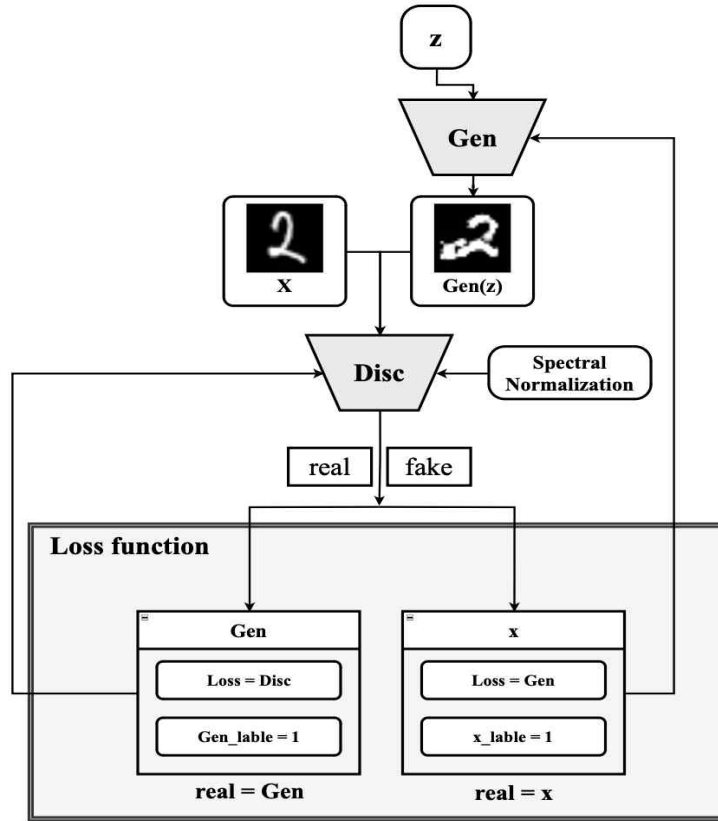 z
Gen
X
Gen(z)
Disc
Spectral
Normalization
real
fake
Loss function
Gen
Loss = Disc
Gen_lable = 1
real = Gen
x
Loss = Gen
x_lable = 1
real = x